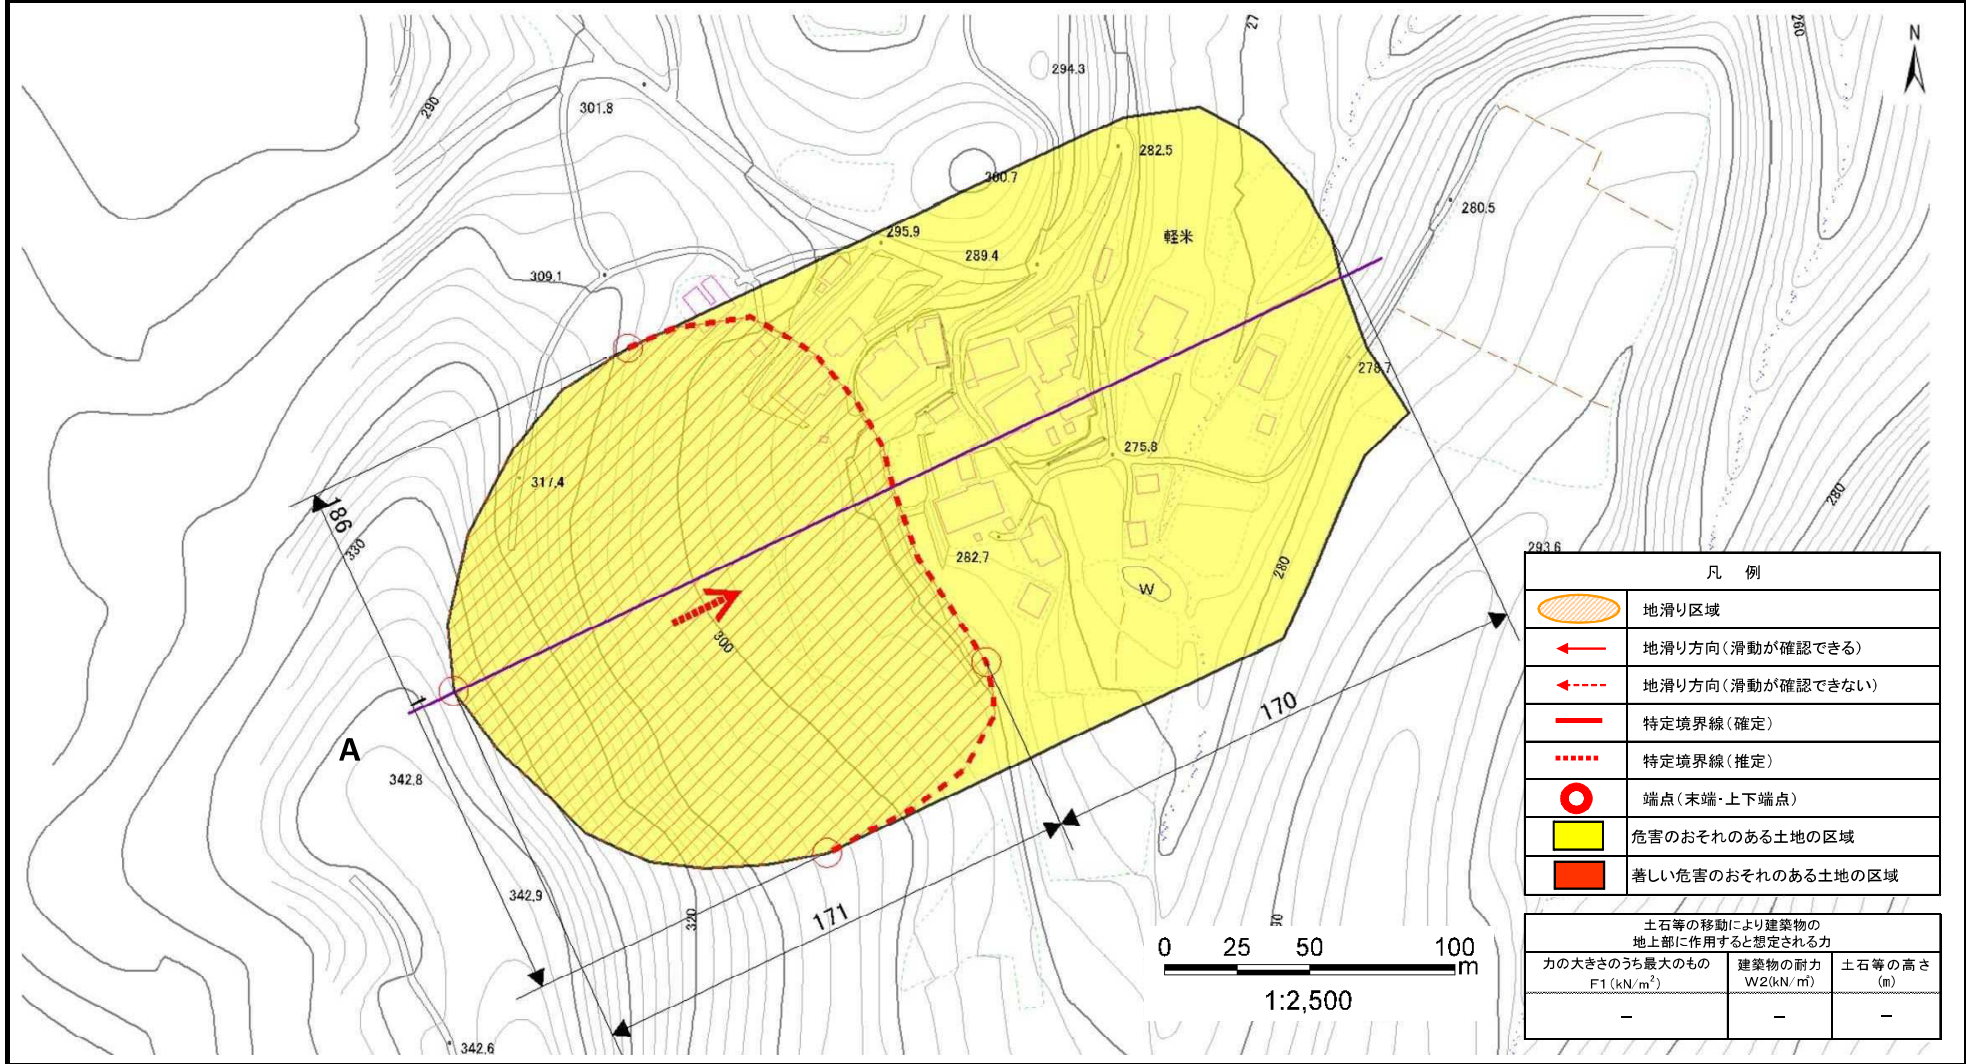 N
290
301.8
294.3
27
260
282.5
300.7
280.5
軽米
295.9
289.4
309.1
278.7
275.8
317.4
186
330
280
293.6
282.7
280
W
300
1
A
342.8
170
342.9
320
171
342.6
凡 例
地滑り区域
地滑り方向(滑動が確認できる)
地滑り方向(滑動が確認できない)
特定境界線(確定)
特定境界線(推定)
端点(末端・上下端点)
危害のおそれのある土地の区域
著しい危害のおそれのある土地の区域
0 25 50 100
m
1:2,500
土石等の移動により建築物の
地上部に作用すると想定される力
力の大きさのうち最大のもの
F1(kN/m²)
建築物の耐力
W2(kN/㎡)
土石等の高さ
(m)
− − −